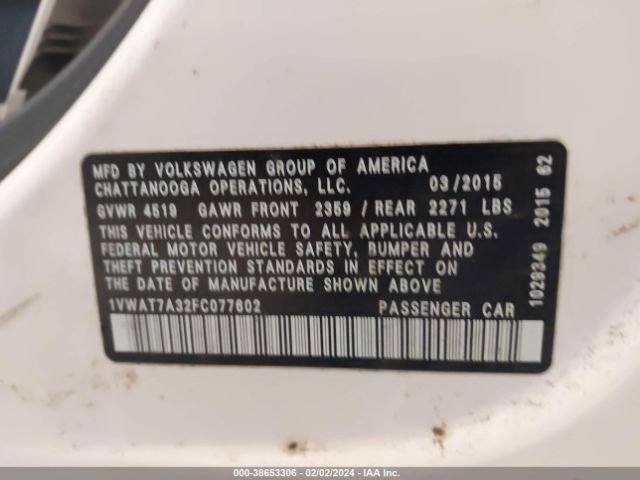 MFD BY VOLKSWAGEN GROUP OF AMERICA
CHATTANOOGA OPERATIONS, LLC. 03/2015
GVWR 4519 GAWR FRONT 2359 / REAR 2271 LBS
THIS VEHICLE CONFORMS TO ALL APPLICABLE U.S.
FEDERAL MOTOR VEHICLE SAFETY, BUMPER AND
THEFT PREVENTION STANDARDS IN EFFECT ON
THE DATE OF MANUFACTURE SHOWN ABOVE
1VWAT7A32FC077802 PASSENGER CAR
1029349 2015 62
000-38653306 - 02/02/2024 - IAA Inc.